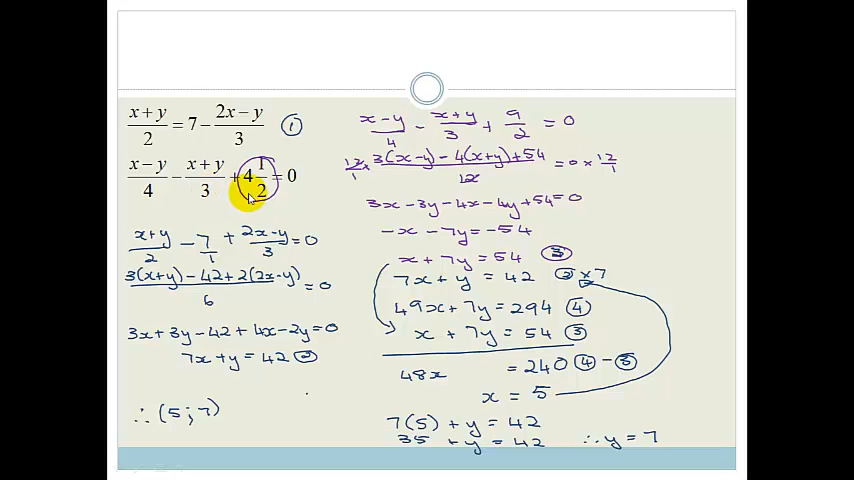 x+y/2 = 7 − 2x−y/3 ①
x−y/4 − x+y/3 + 4 1/2 = 0
x+y/2 − 7/1 + 2x−y/3 = 0
3(x+y) − 42 + 2(2x−y)/6 = 0
3x+3y−42+4x−2y=0
7x+y = 42 ②
∴ (5;7)
x−y/4 − x+y/3 + 9/2 = 0
12/1 × 3(x−y) − 4(x+y) + 54/12 = 0 × 12/1
3x−3y−4x−4y+54=0
−x −7y = −54
x + 7y = 54 ③
7x + y = 42 ② × 7
49x + 7y = 294 ④
x + 7y = 54 ③
48x = 240 ④ − ③
x = 5
7(5) + y = 42
35 + y = 42 ∴ y = 7